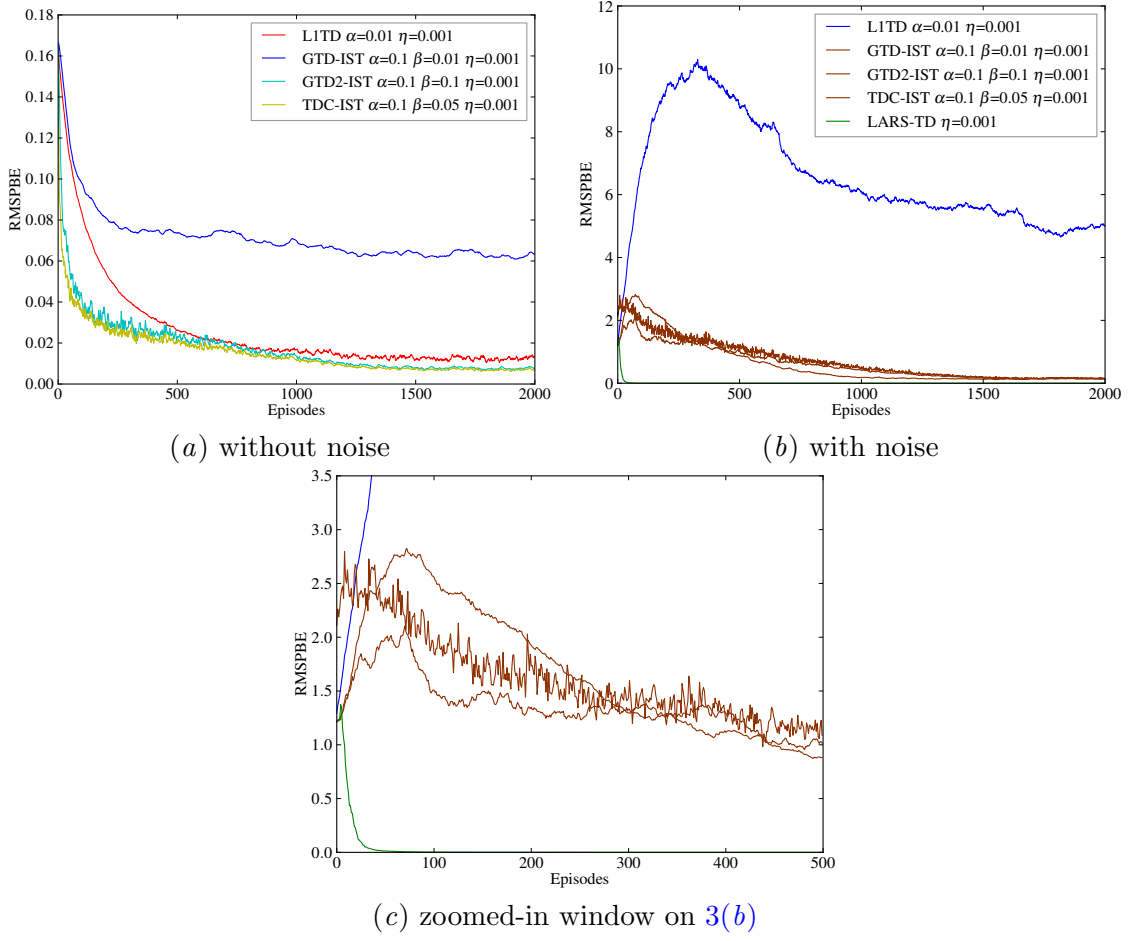 0.18
0.16
0.14
0.12
0.10
0.08
0.06
0.04
0.02
0.00
RMSPBE
0
500
1000
1500
2000
Episodes
L1TD α=0.01 η=0.001
GTD-IST α=0.1 β=0.01 η=0.001
GTD2-IST α=0.1 β=0.1 η=0.001
TDC-IST α=0.1 β=0.05 η=0.001
(a) without noise
12
10
8
6
4
2
0
RMSPBE
0
500
1000
1500
2000
Episodes
L1TD α=0.01 η=0.001
GTD-IST α=0.1 β=0.01 η=0.001
GTD2-IST α=0.1 β=0.1 η=0.001
TDC-IST α=0.1 β=0.05 η=0.001
LARS-TD η=0.001
(b) with noise
3.5
3.0
2.5
2.0
1.5
1.0
0.5
0.0
RMSPBE
0
100
200
300
400
500
Episodes
(c) zoomed-in window on 3(b)